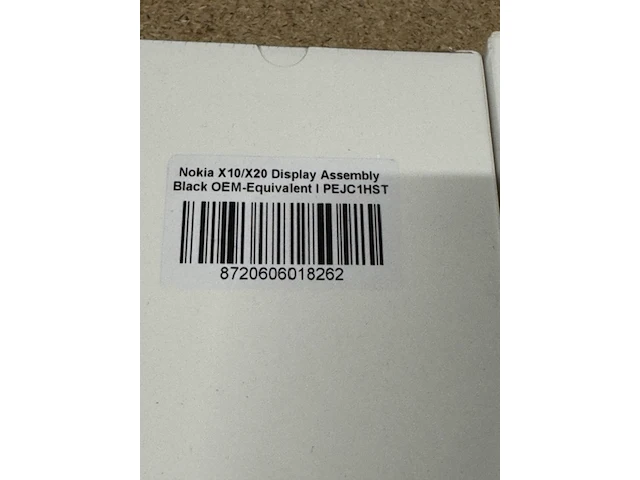 Nokia X10/X20 Display Assembly
Black OEM-Equivalent I PEJC1HST
8720606018262